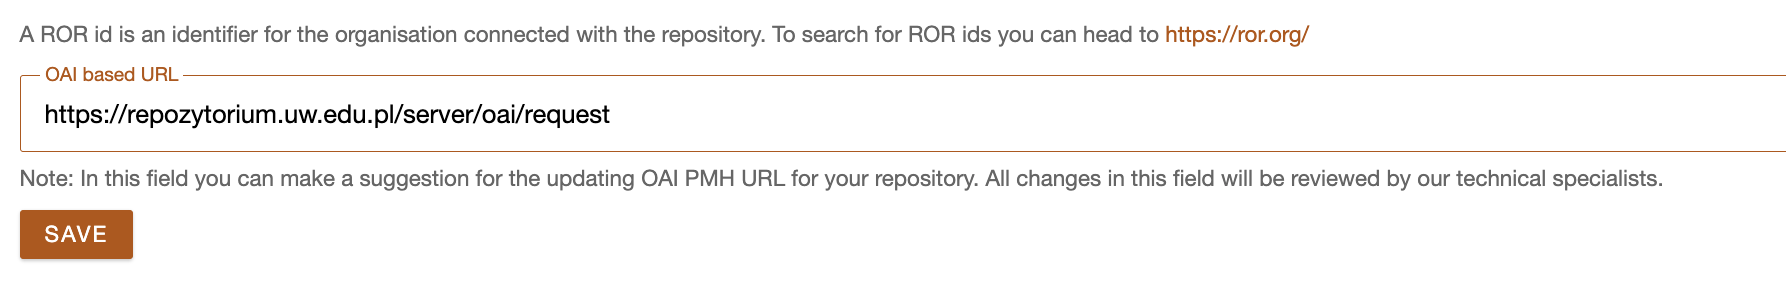 A ROR id is an identifier for the organisation connected with the repository. To search for ROR ids you can head to https://ror.org/
OAI based URL
https://repozytorium.uw.edu.pl/server/oai/request
Note: In this field you can make a suggestion for the updating OAI PMH URL for your repository. All changes in this field will be reviewed by our technical specialists.
SAVE